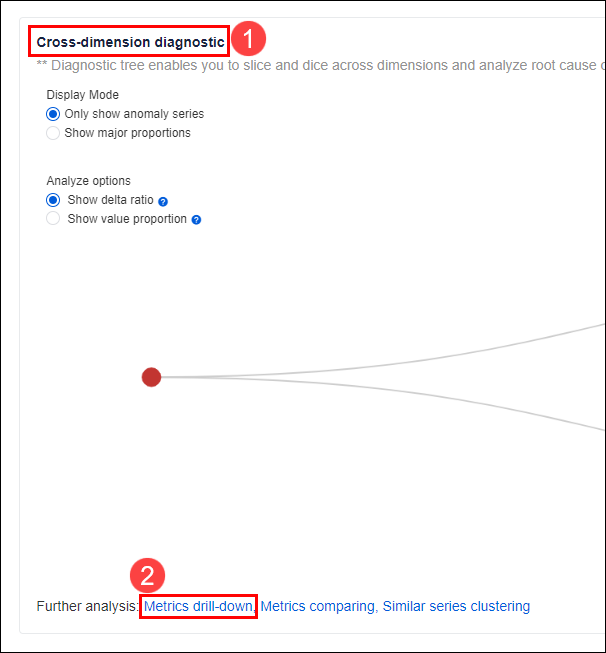 Cross-dimension diagnostic 1
** Diagnostic tree enables you to slice and dice across dimensions and analyze root cause
Display Mode
Only show anomaly series
Show major proportions
Analyze options
Show delta ratio ?
Show value proportion ?
2
Further analysis: Metrics drill-down, Metrics comparing, Similar series clustering